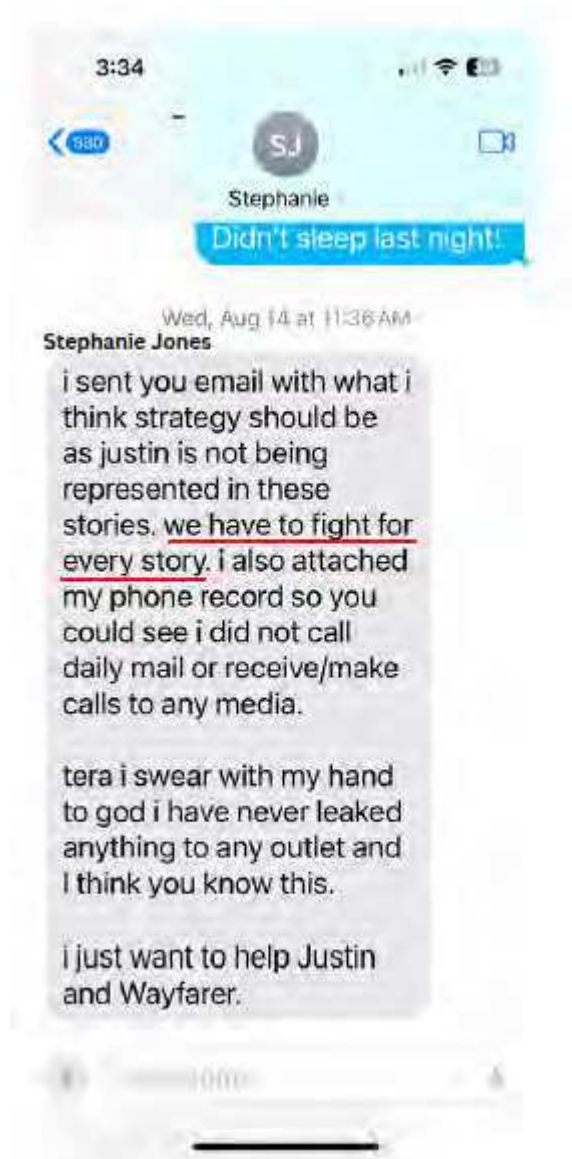 3:34
SJ
Stephanie
Didn't sleep last night!
Wed, Aug 14 at 11:36 AM
Stephanie Jones
i sent you email with what i
think strategy should be
as justin is not being
represented in these
stories. we have to fight for
every story. i also attached
my phone record so you
could see i did not call
daily mail or receive/make
calls to any media.
tera i swear with my hand
to god i have never leaked
anything to any outlet and
I think you know this.
i just want to help Justin
and Wayfarer.